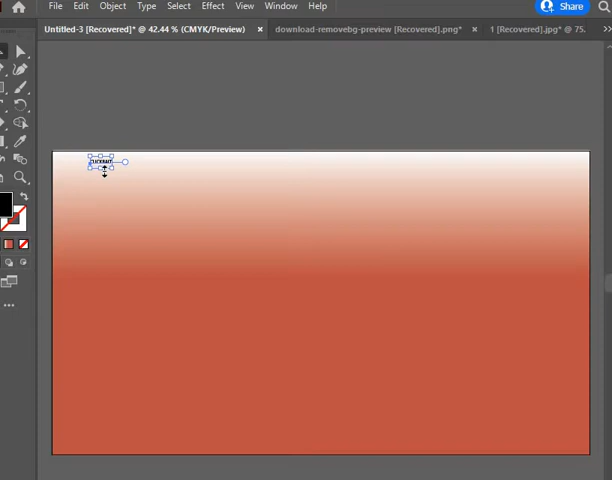 File Edit Object Type Select Effect View Window Help Share
Untitled-3 [Recovered]* @ 42.44 % (CMYK/Preview) × download-removebg-preview [Recovered].png* × 1 [Recovered].jpg* @ 75.